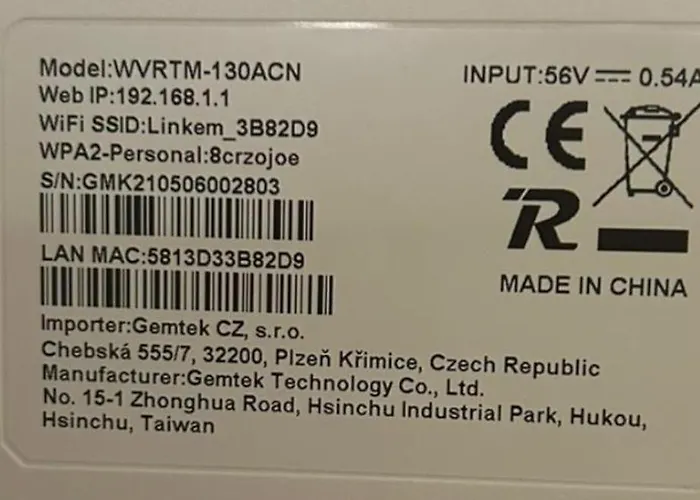 Model:WVRTM-130ACN
Web IP:192.168.1.1
WiFi SSID:Linkem_3B82D9
WPA2-Personal:8crzojoe
S/N:GMK210506002803
LAN MAC:5813D33B82D9
Importer:Gemtek CZ, s.r.o.
Chebská 555/7, 32200, Plzeň Křimice, Czech Republic
Manufacturer:Gemtek Technology Co., Ltd.
No. 15-1 Zhonghua Road, Hsinchu Industrial Park, Hukou,
Hsinchu, Taiwan
INPUT:56V 0.54A
CE
R
MADE IN CHINA